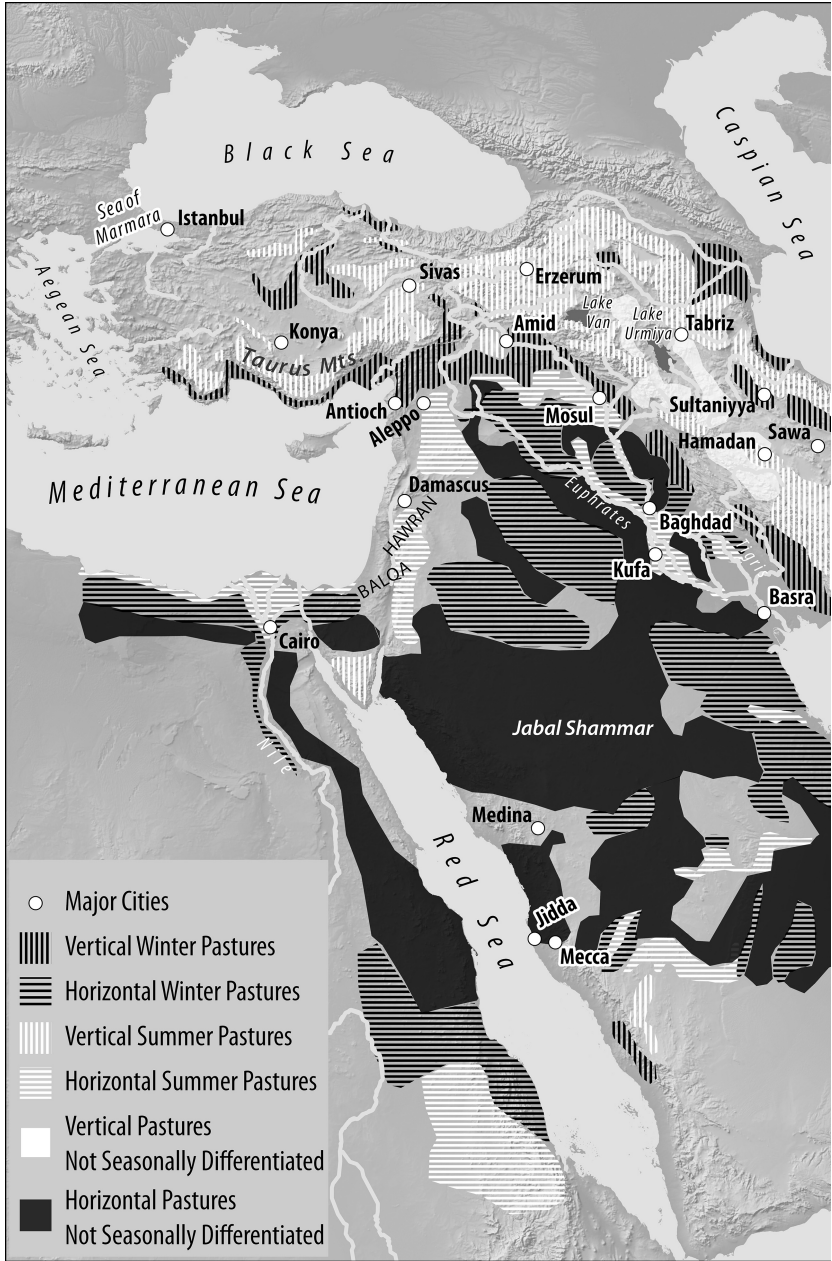 Black Sea
Caspian Sea
Sea of
Marmara
Istanbul
Aegean Sea
Sivas
Erzerum
Lake
Van
Lake
Urmiya
Tabriz
Amid
Konya
Taurus Mts
Antioch
Aleppo
Mosul
Sultaniyya
Hamadan
Sawa
Mediterranean Sea
Damascus
HAWRAN
Euphrates
Baghdad
BALQA
Kufa
Basra
Cairo
Nile
Jabal Shammar
Medina
Red Sea
Jidda
Mecca
Major Cities
Vertical Winter Pastures
Horizontal Winter Pastures
Vertical Summer Pastures
Horizontal Summer Pastures
Vertical Pastures
Not Seasonally Differentiated
Horizontal Pastures
Not Seasonally Differentiated